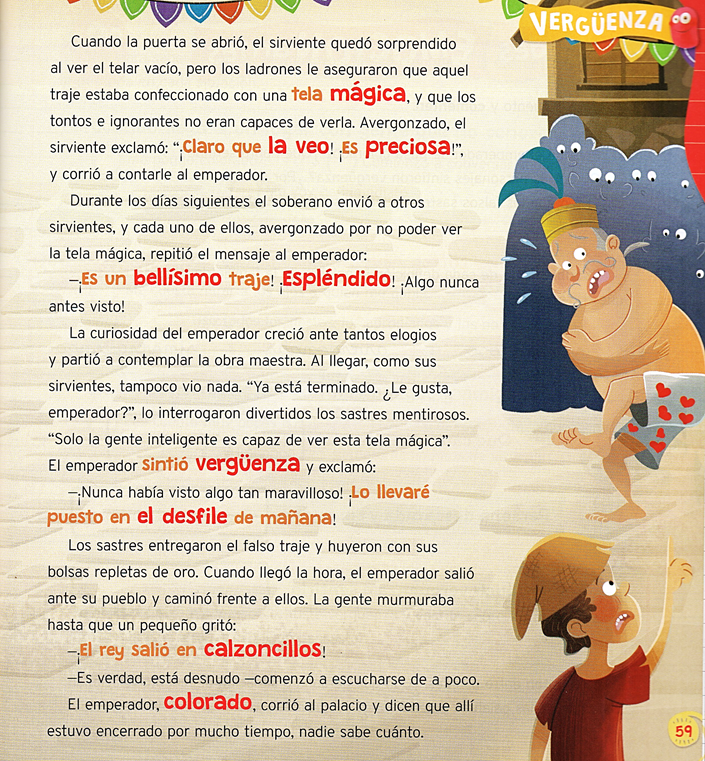 VERGÜENZA
Cuando la puerta se abrió, el sirviente quedó sorprendido
al ver el telar vacío, pero los ladrones le aseguraron que aquel
traje estaba confeccionado con una tela mágica, y que los
tontos e ignorantes no eran capaces de verla. Avergonzado, el
sirviente exclamó: “¡Claro que la veo! ¡Es preciosa!”,
y corrió a contarle al emperador.
Durante los días siguientes el soberano envió a otros
sirvientes, y cada uno de ellos, avergonzado por no poder ver
la tela mágica, repitió el mensaje al emperador:
—¡Es un bellísimo traje! ¡Espléndido! ¡Algo nunca
antes visto!
La curiosidad del emperador creció ante tantos elogios
y partió a contemplar la obra maestra. Al llegar, como sus
sirvientes, tampoco vio nada. “Ya está terminado. ¿Le gusta,
emperador?”, lo interrogaron divertidos los sastres mentirosos.
“Solo la gente inteligente es capaz de ver esta tela mágica”.
El emperador sintió vergüenza y exclamó:
—¡Nunca había visto algo tan maravilloso! ¡Lo llevaré
puesto en el desfile de mañana!
Los sastres entregaron el falso traje y huyeron con sus
bolsas repletas de oro. Cuando llegó la hora, el emperador salió
ante su pueblo y caminó frente a ellos. La gente murmuraba
hasta que un pequeño gritó:
—¡El rey salió en calzoncillos!
—Es verdad, está desnudo —comenzó a escucharse de a poco.
El emperador, colorado, corrió al palacio y dicen que allí
estuvo encerrado por mucho tiempo, nadie sabe cuánto.
59